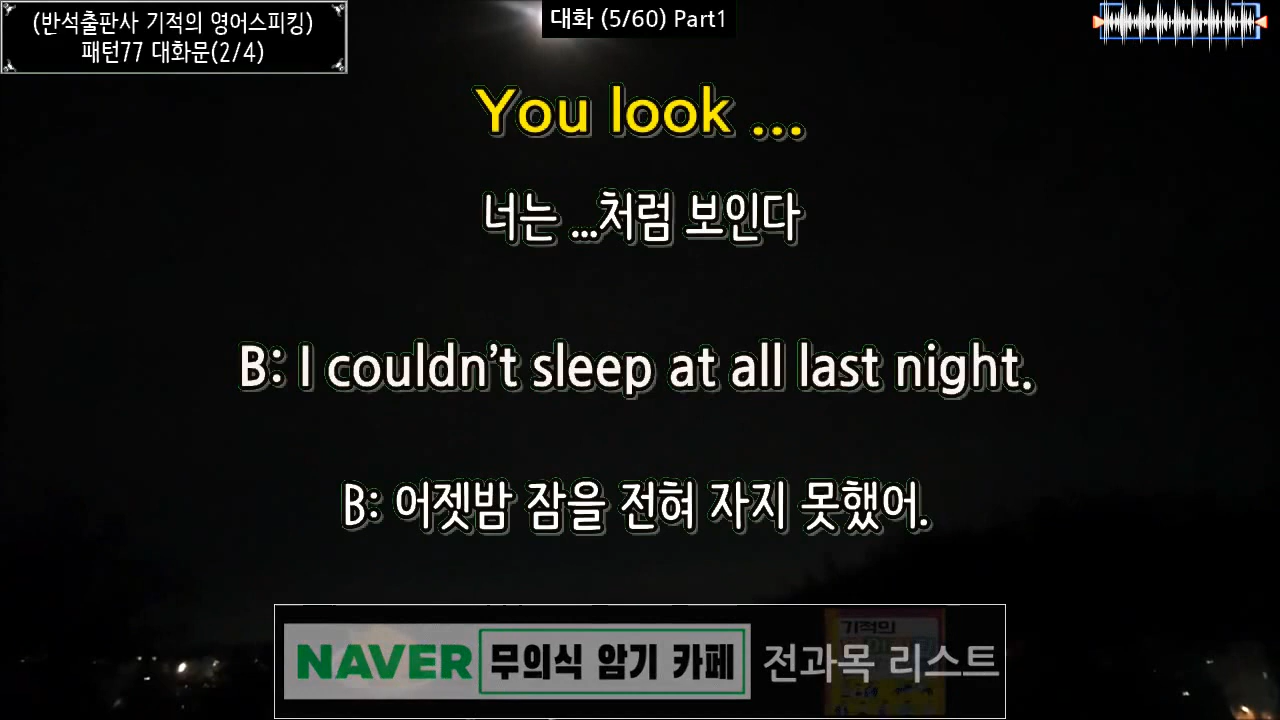 (반석출판사 기적의 영어스피킹)
패턴77 대화문(2/4)
대화 (5/60) Part1
You look ...
너는 ...처럼 보인다
B: I couldn’t sleep at all last night.
B: 어젯밤 잠을 전혀 자지 못했어.
NAVER 무의식 암기 카페 전과목 리스트
기적의